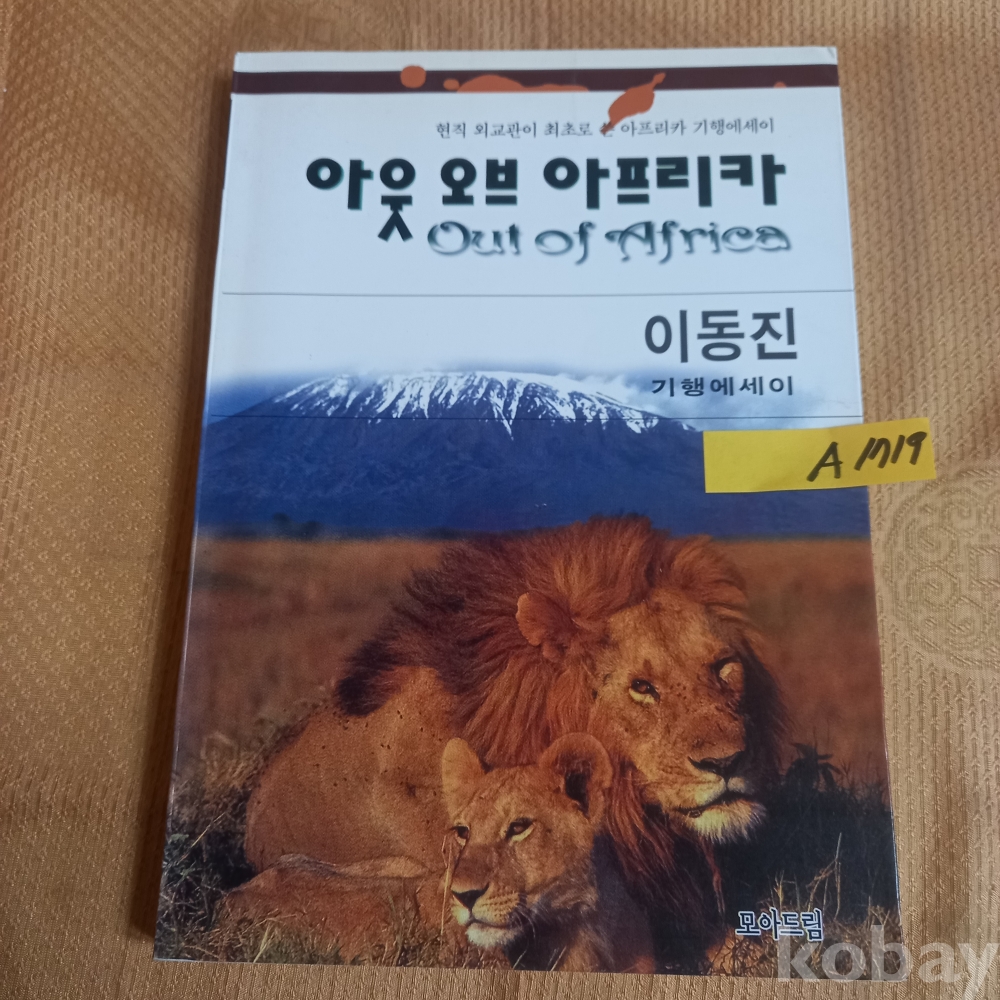 현직 외교관이 최초로 쓴 아프리카 기행에세이
아웃 오브 아프리카
Out of Africa
이동진
기행에세이
A 1719
모아드림
kobay